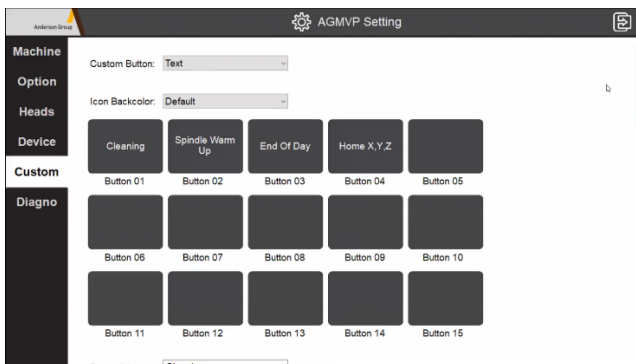 Anderson Group
AGMVP Setting
Machine
Option
Heads
Device
Custom
Diagno
Custom Button: Text
Icon Backcolor: Default
Cleaning
Spindle Warm
Up
End Of Day
Home X,Y,Z
Button 01 Button 02 Button 03 Button 04 Button 05
Button 06 Button 07 Button 08 Button 09 Button 10
Button 11 Button 12 Button 13 Button 14 Button 15